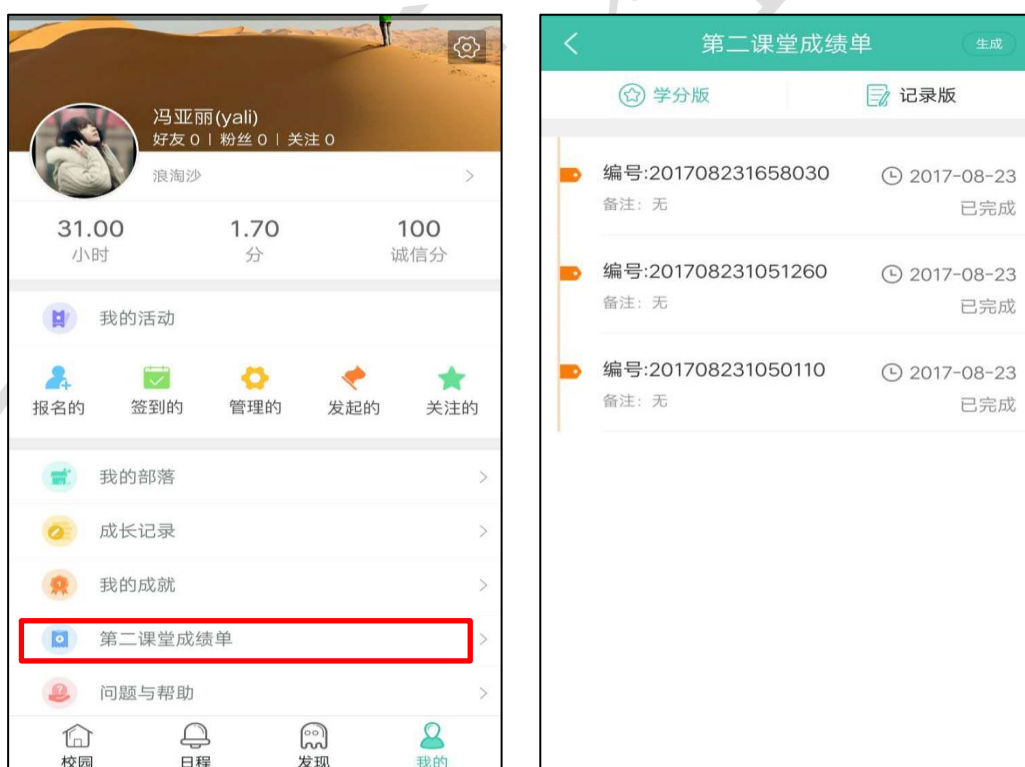 冯亚丽(yali)
好友 0 | 粉丝 0 | 关注 0
浪淘沙
31.00 1.70 100
小时 分 诚信分
我的活动
报名的 签到的 管理的 发起的 关注的
我的部落
成长记录
我的成就
第二课堂成绩单
问题与帮助
校园 日程 发现 我的
第二课堂成绩单 生成
学分版 记录版
编号:201708231658030 2017-08-23
备注：无 已完成
编号:201708231051260 2017-08-23
备注：无 已完成
编号:201708231050110 2017-08-23
备注：无 已完成